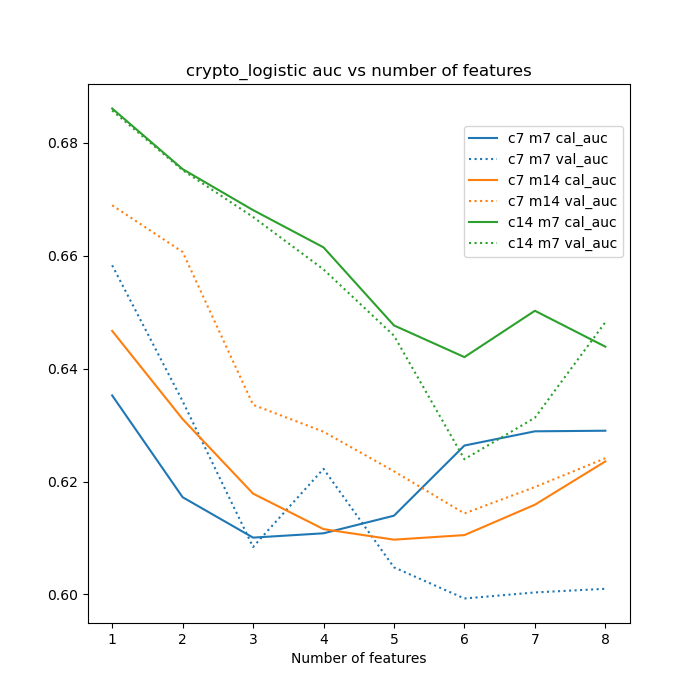 crypto_logistic auc vs number of features
0.68
0.66
0.64
0.62
0.60
c7 m7 cal_auc
c7 m7 val_auc
c7 m14 cal_auc
c7 m14 val_auc
c14 m7 cal_auc
c14 m7 val_auc
1 2 3 4 5 6 7 8
Number of features